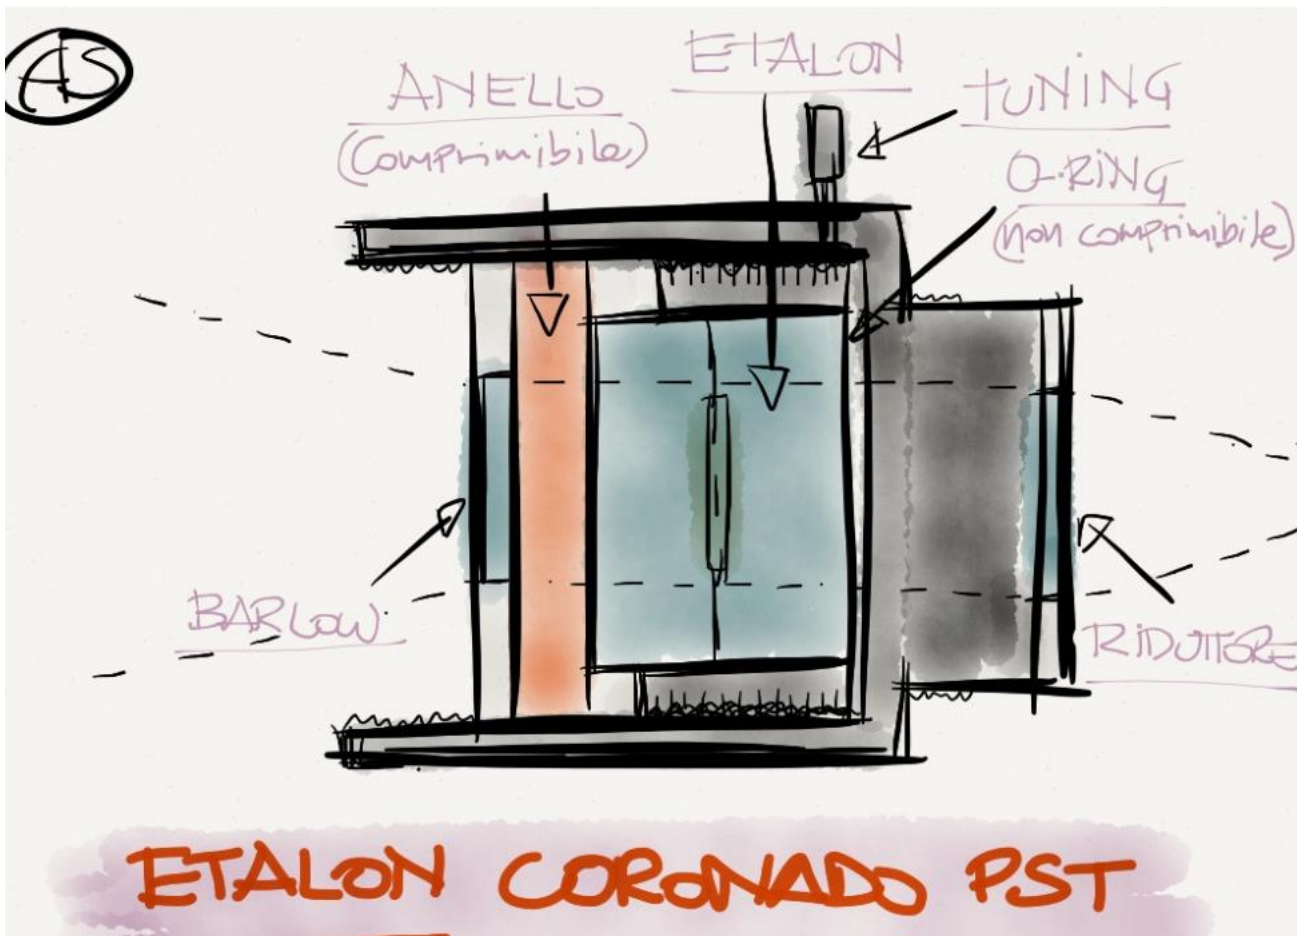 AS
ANELLO
(comprimibile)
ETALON
TUNING
O-RING
(non comprimibile)
BARLOW
RIDUTTORE
ETALON CORONADO PST